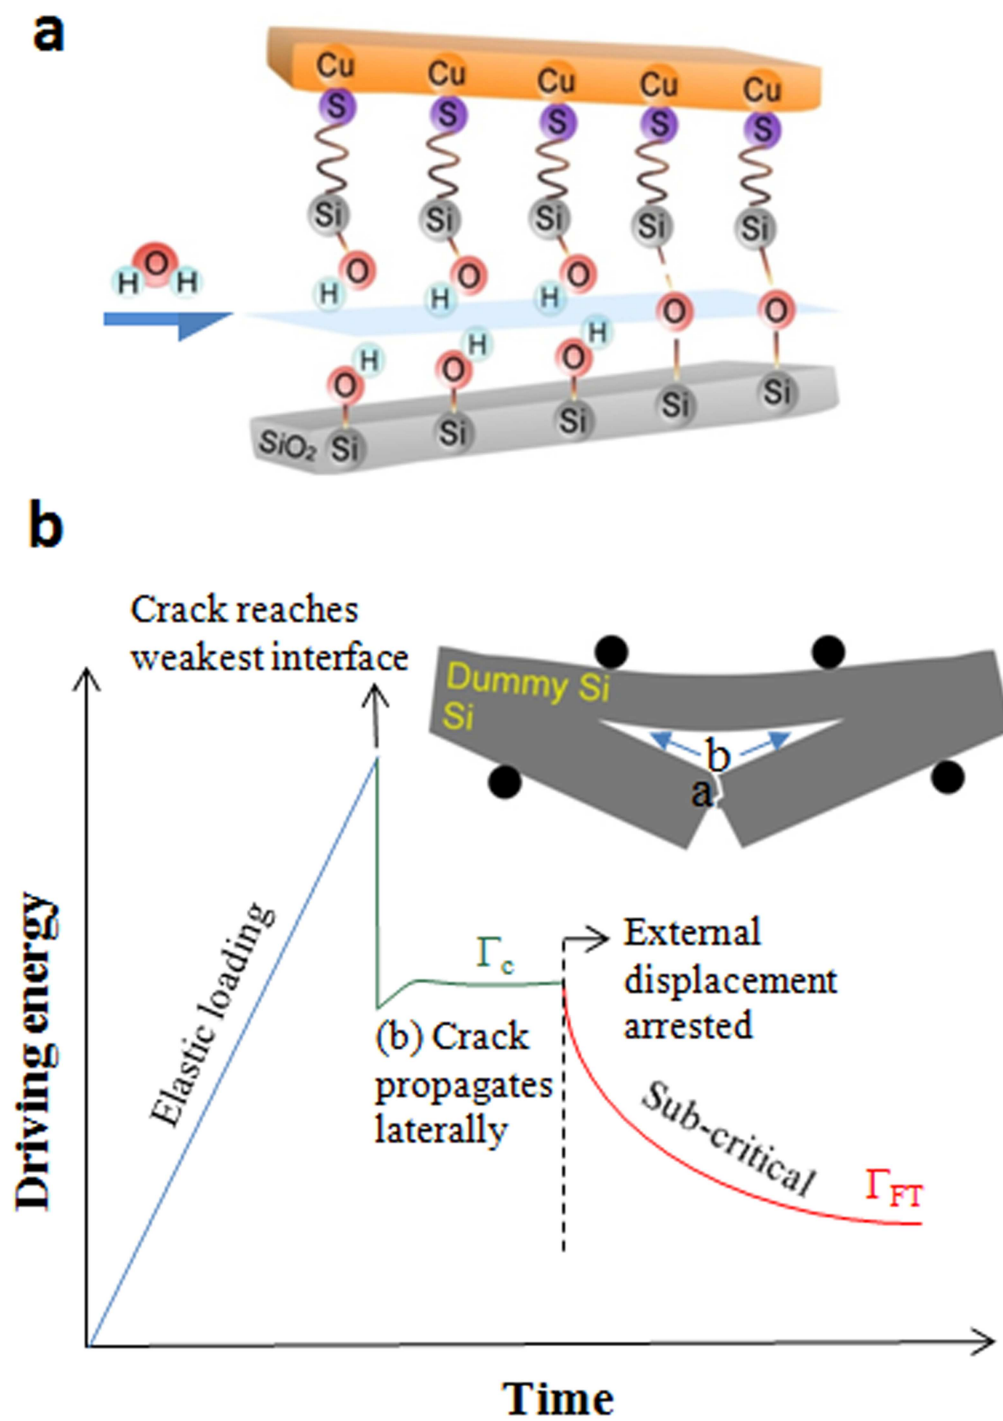 a
Cu Cu Cu Cu Cu
S S S S S
Si Si Si Si Si
H O H
O O O
H H H
O O
H H H
O O O
SiO₂ Si Si Si Si Si
b
Crack reaches
weakest interface
Dummy Si
Si
b
a
Driving energy
Elastic loading
Γc
(b) Crack
propagates
laterally
External
displacement
arrested
Sub-critical
ΓFT
Time